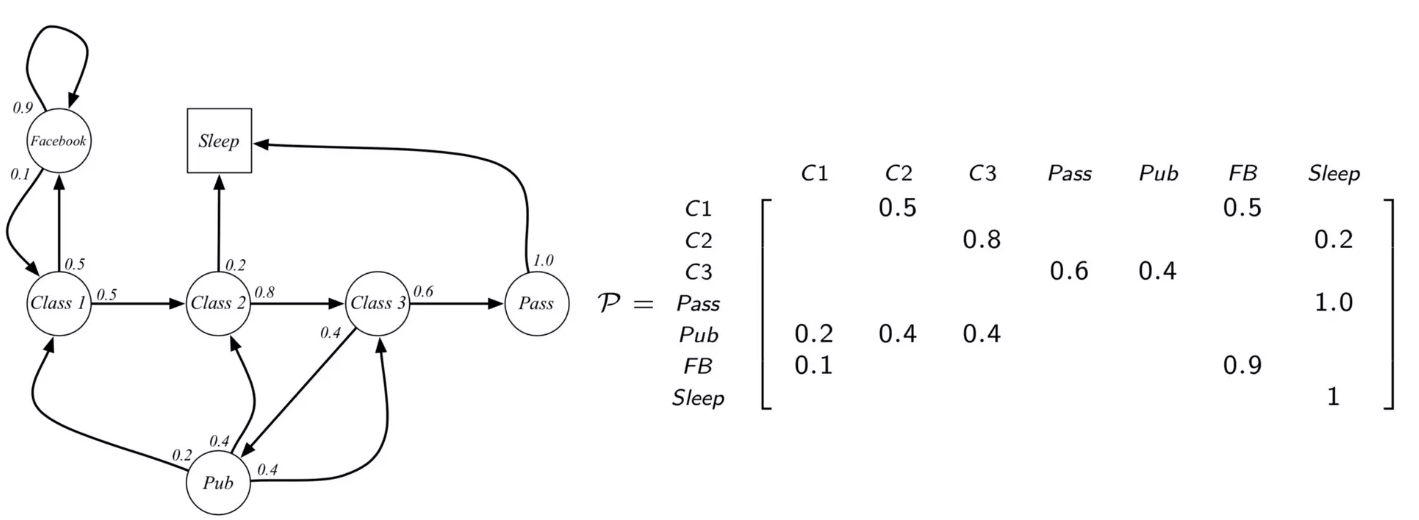 0.9
Facebook
Sleep
0.1
0.5
0.2
1.0
Class 1
0.5
Class 2
0.8
Class 3
0.6
Pass
0.4
0.4
0.2
0.4
Pub
C1 C2 C3 Pass Pub FB Sleep
C1 0.5 0.5
C2 0.8 0.2
C3 0.6 0.4
𝒫 = Pass 1.0
Pub 0.2 0.4 0.4
FB 0.1 0.9
Sleep 1